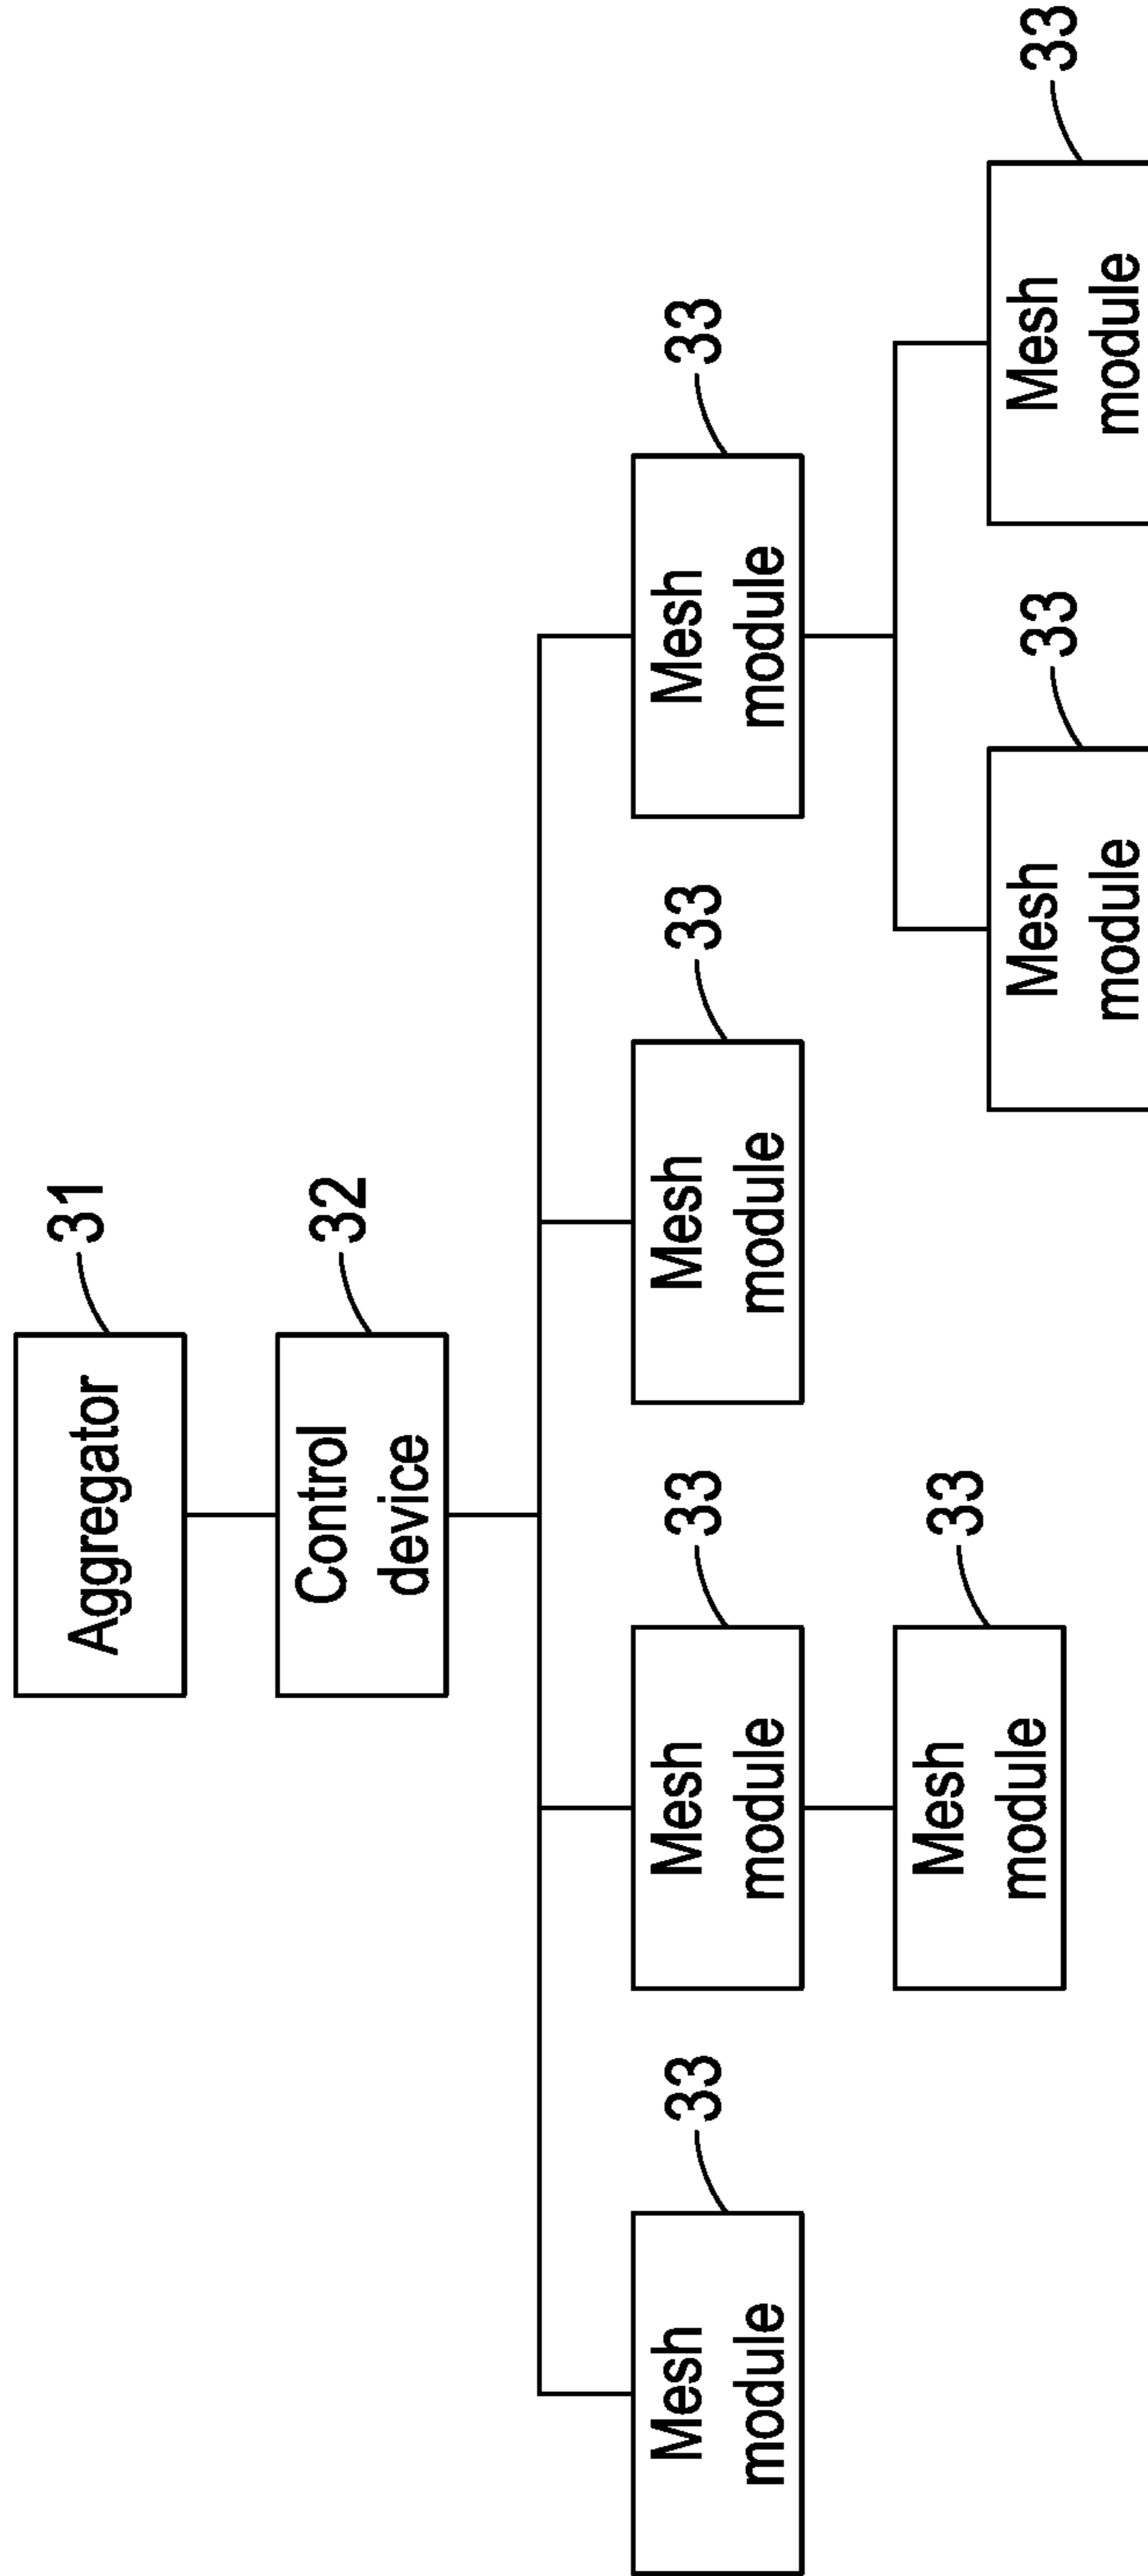 Aggregator
31
Control
device
32
Mesh
module
33
Mesh
module
33
Mesh
module
33
Mesh
module
33
Mesh
module
33
Mesh
module
33
Mesh
module
33